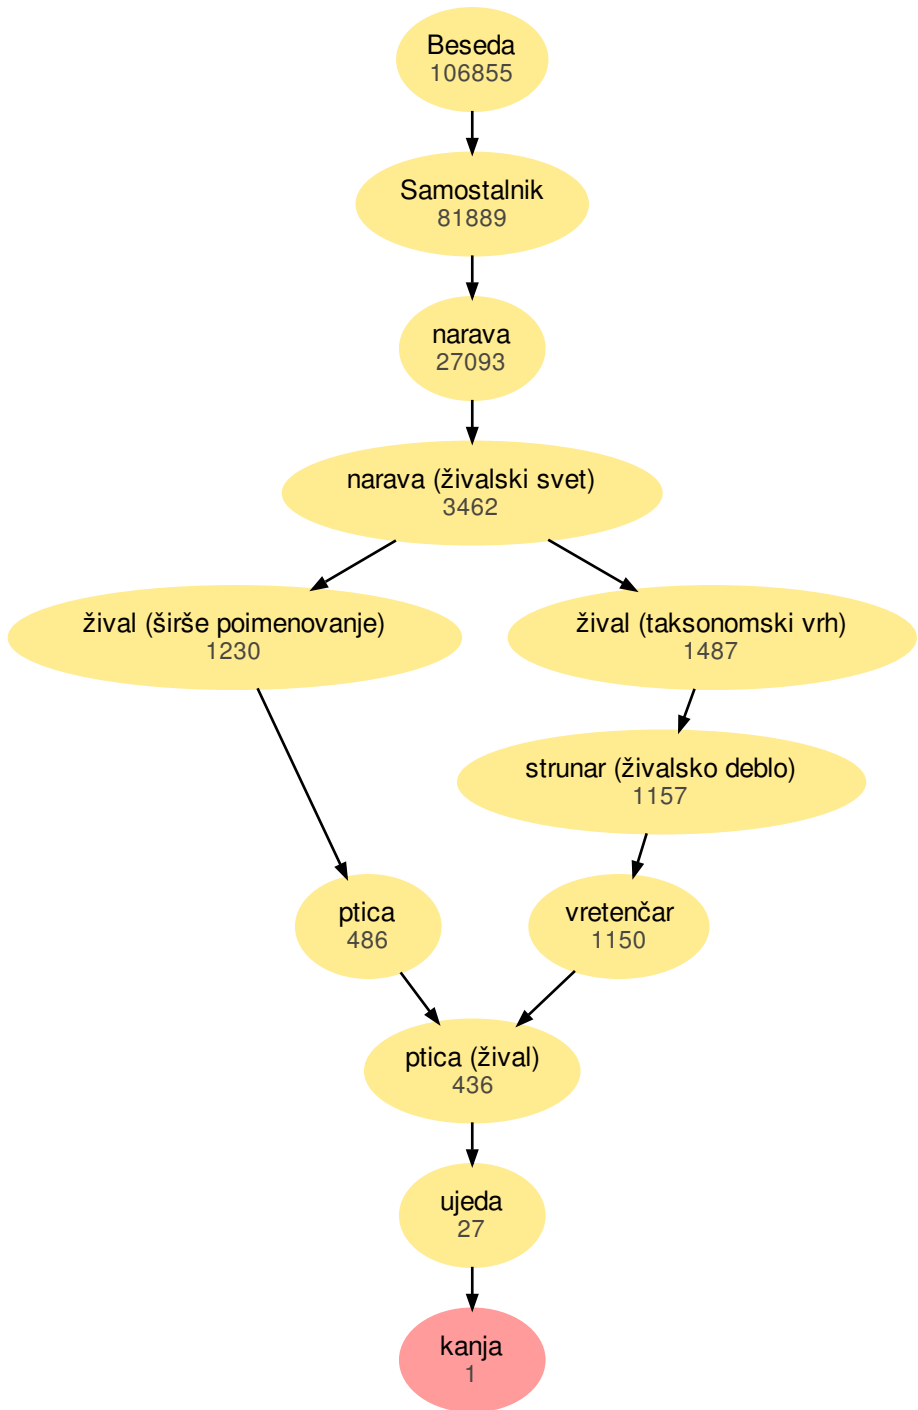 Beseda
106855
Samostalnik
81889
narava
27093
narava (živalski svet)
3462
žival (širše poimenovanje)
1230
žival (taksonomski vrh)
1487
strunar (živalsko deblo)
1157
ptica
486
vretenčar
1150
ptica (žival)
436
ujeda
27
kanja
1